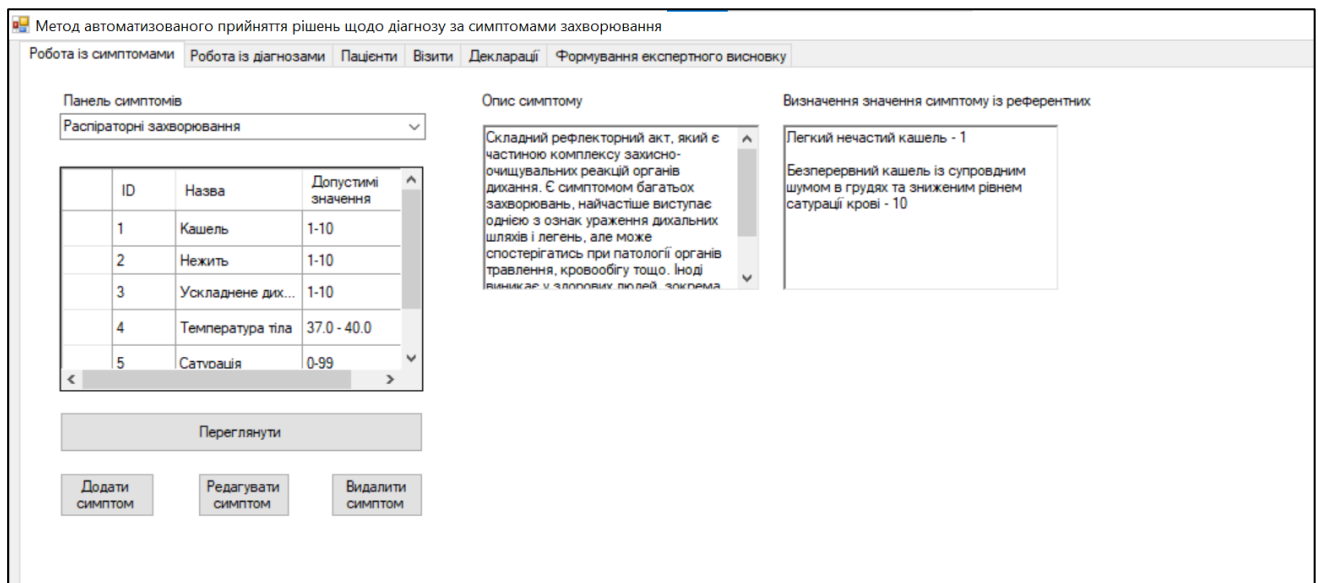 Метод автоматизованого прийняття рішень щодо діагнозу за симптомами захворювання
Робота із симптомами Робота із діагнозами Пацієнти Візити Декларації Формування експертного висновку
Панель симптомів
Распіраторні захворювання
ID Назва Допустимі значення
1 Кашель 1-10
2 Нежить 1-10
3 Ускладнене дих... 1-10
4 Температура тіла 37.0 - 40.0
5 Сатурація 0-99
Переглянути
Додати симптом
Редагувати симптом
Видалити симптом
Опис симптому
Складний рефлекторний акт, який є
частиною комплексу захисно-
очищувальних реакцій органів
дихання. Є симптомом багатьох
захворювань, найчастіше виступає
однією з ознак ураження дихальних
шляхів і легень, але може
спостерігатись при патології органів
травлення, кровообігу тощо. Іноді
виникає у здорових людей, зокрема
Визначення значення симптому із референтних
Легкий нечастий кашель - 1
Безперервний кашель із супровдним
шумом в грудях та зниженим рівнем
сатурації крові - 10